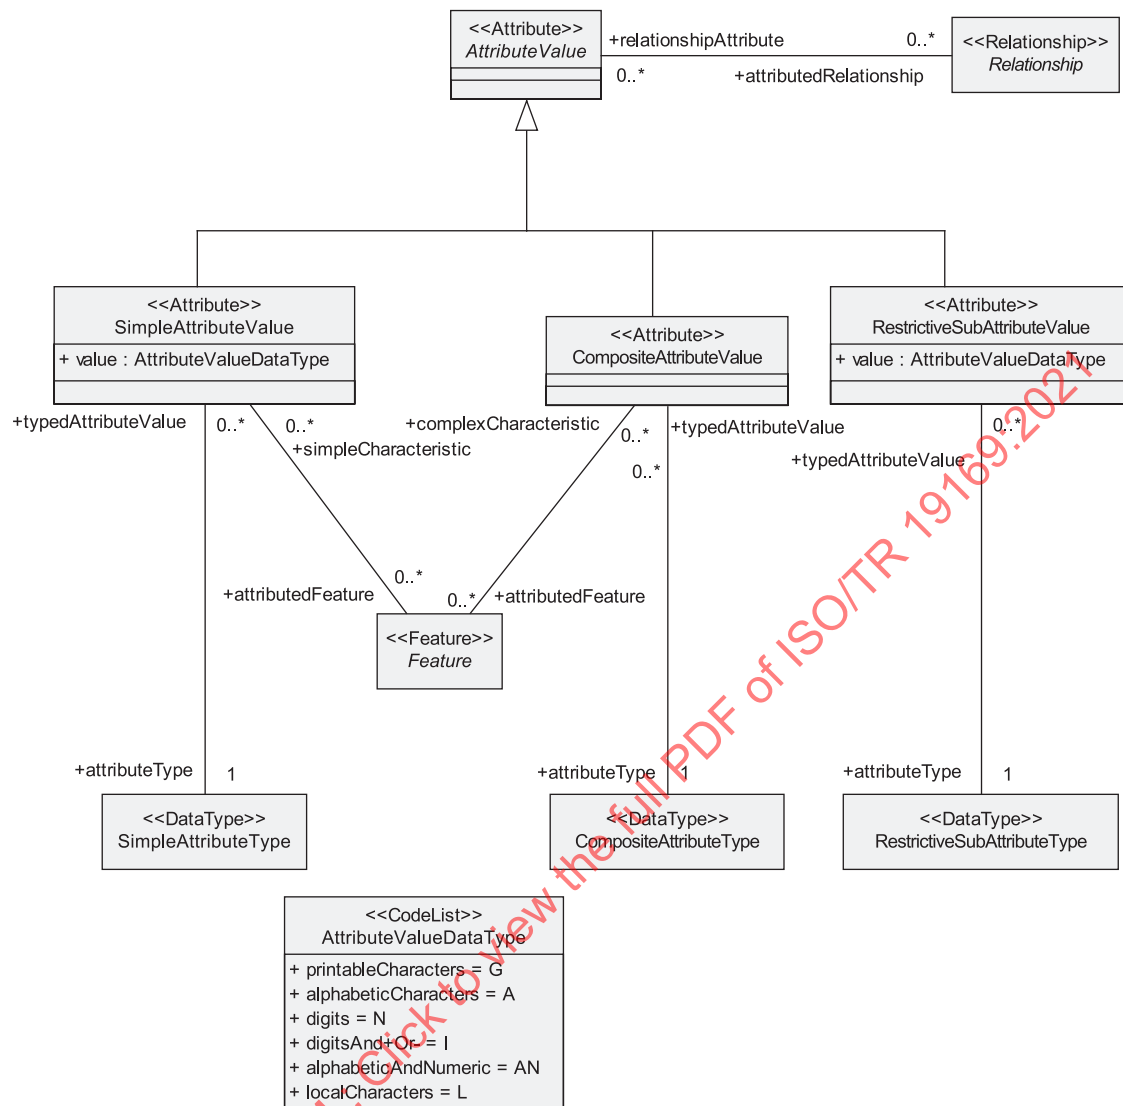 <<Attribute>>
AttributeValue
+relationshipAttribute
0..*
0..*
+attributedRelationship
<<Relationship>>
Relationship
<<Attribute>>
SimpleAttributeValue
+ value : AttributeValueDataType
<<Attribute>>
CompositeAttributeValue
<<Attribute>>
RestrictiveSubAttributeValue
+ value : AttributeValueDataType
+typedAttributeValue
0..*
0..*
+simpleCharacteristic
+complexCharacteristic
0..*
+typedAttributeValue
0..*
0..*
+typedAttributeValue
0..*
+attributedFeature
0..*
+attributedFeature
<<Feature>>
Feature
+attributeType
1
+attributeType
1
+attributeType
1
<<DataType>>
SimpleAttributeType
<<DataType>>
CompositeAttributeType
<<DataType>>
RestrictiveSubAttributeType
<<CodeList>>
AttributeValueDataType
+ printableCharacters = G
+ alphabeticCharacters = A
+ digits = N
+ digitsAnd+Or- = I
+ alphabeticAndNumeric = AN
+ localCharacters = L
Click to view the full PDF of ISO/TR 19169:2021